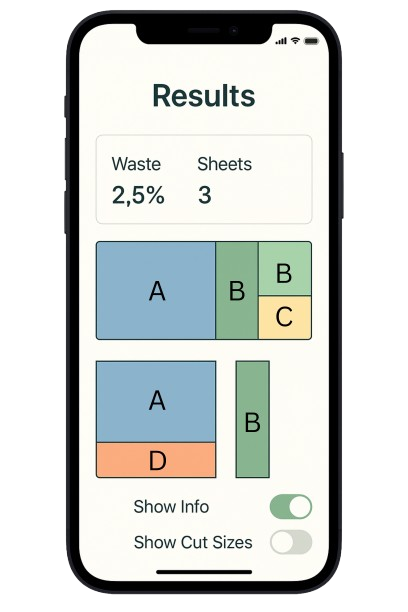 Results
Waste Sheets
2,5% 3
A B B
C
A
B
D
Show Info
Show Cut Sizes